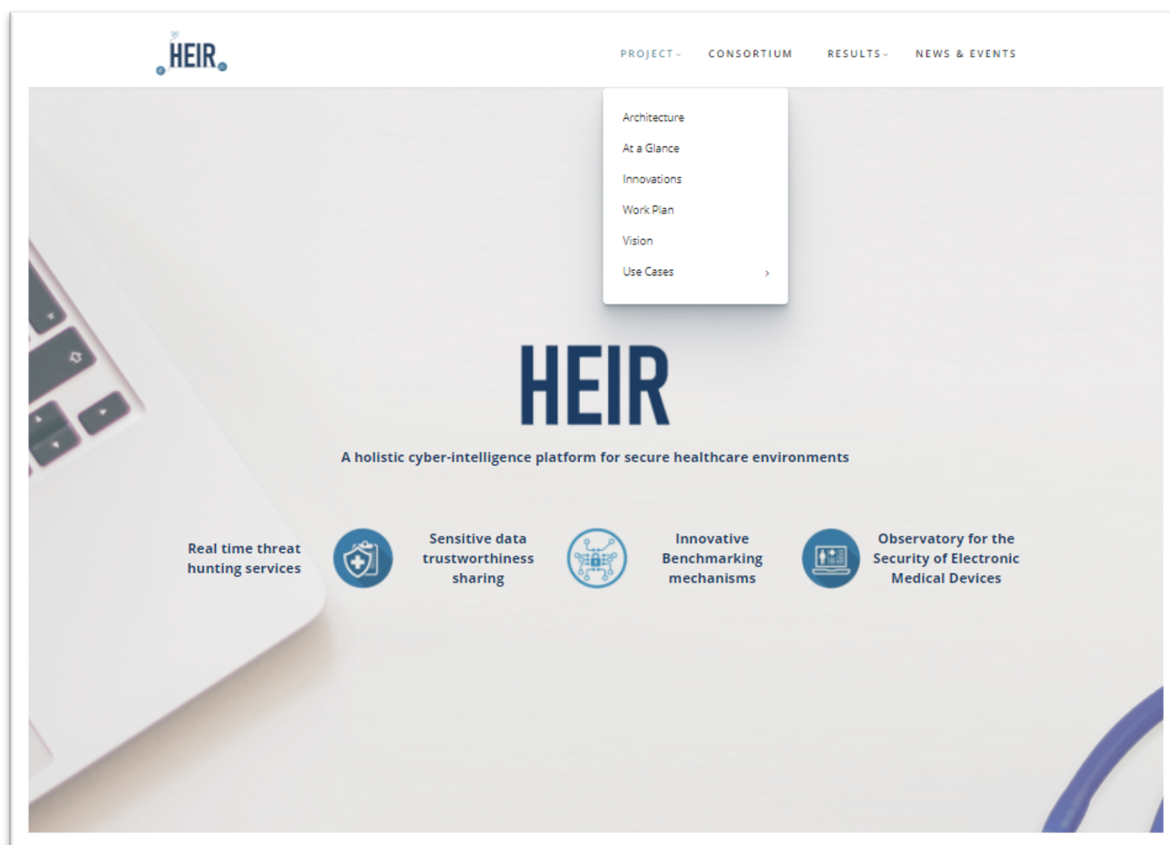 HEIR
PROJECT
CONSORTIUM
RESULTS
NEWS & EVENTS
Architecture
At a Glance
Innovations
Work Plan
Vision
Use Cases
HEIR
A holistic cyber-intelligence platform for secure healthcare environments
Real time threat
hunting services
Sensitive data
trustworthiness
sharing
Innovative
Benchmarking
mechanisms
Observatory for the
Security of Electronic
Medical Devices